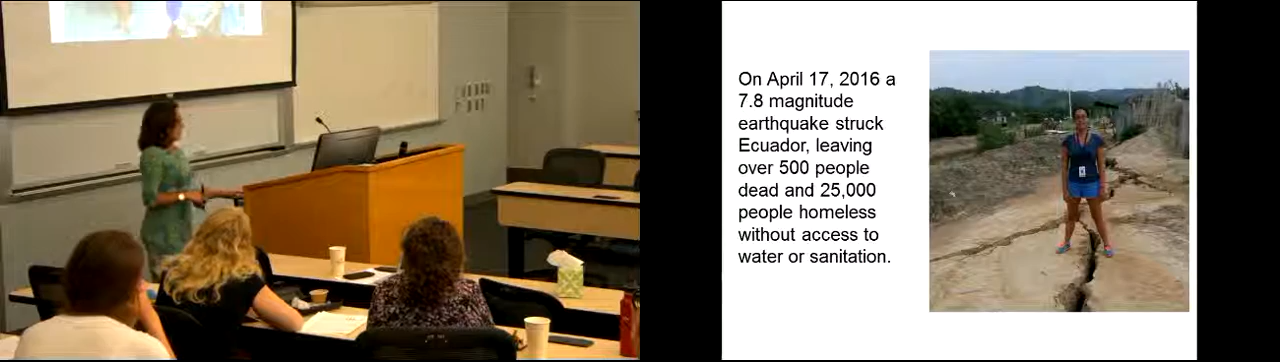 On April 17, 2016 a
7.8 magnitude
earthquake struck
Ecuador, leaving
over 500 people
dead and 25,000
people homeless
without access to
water or sanitation.